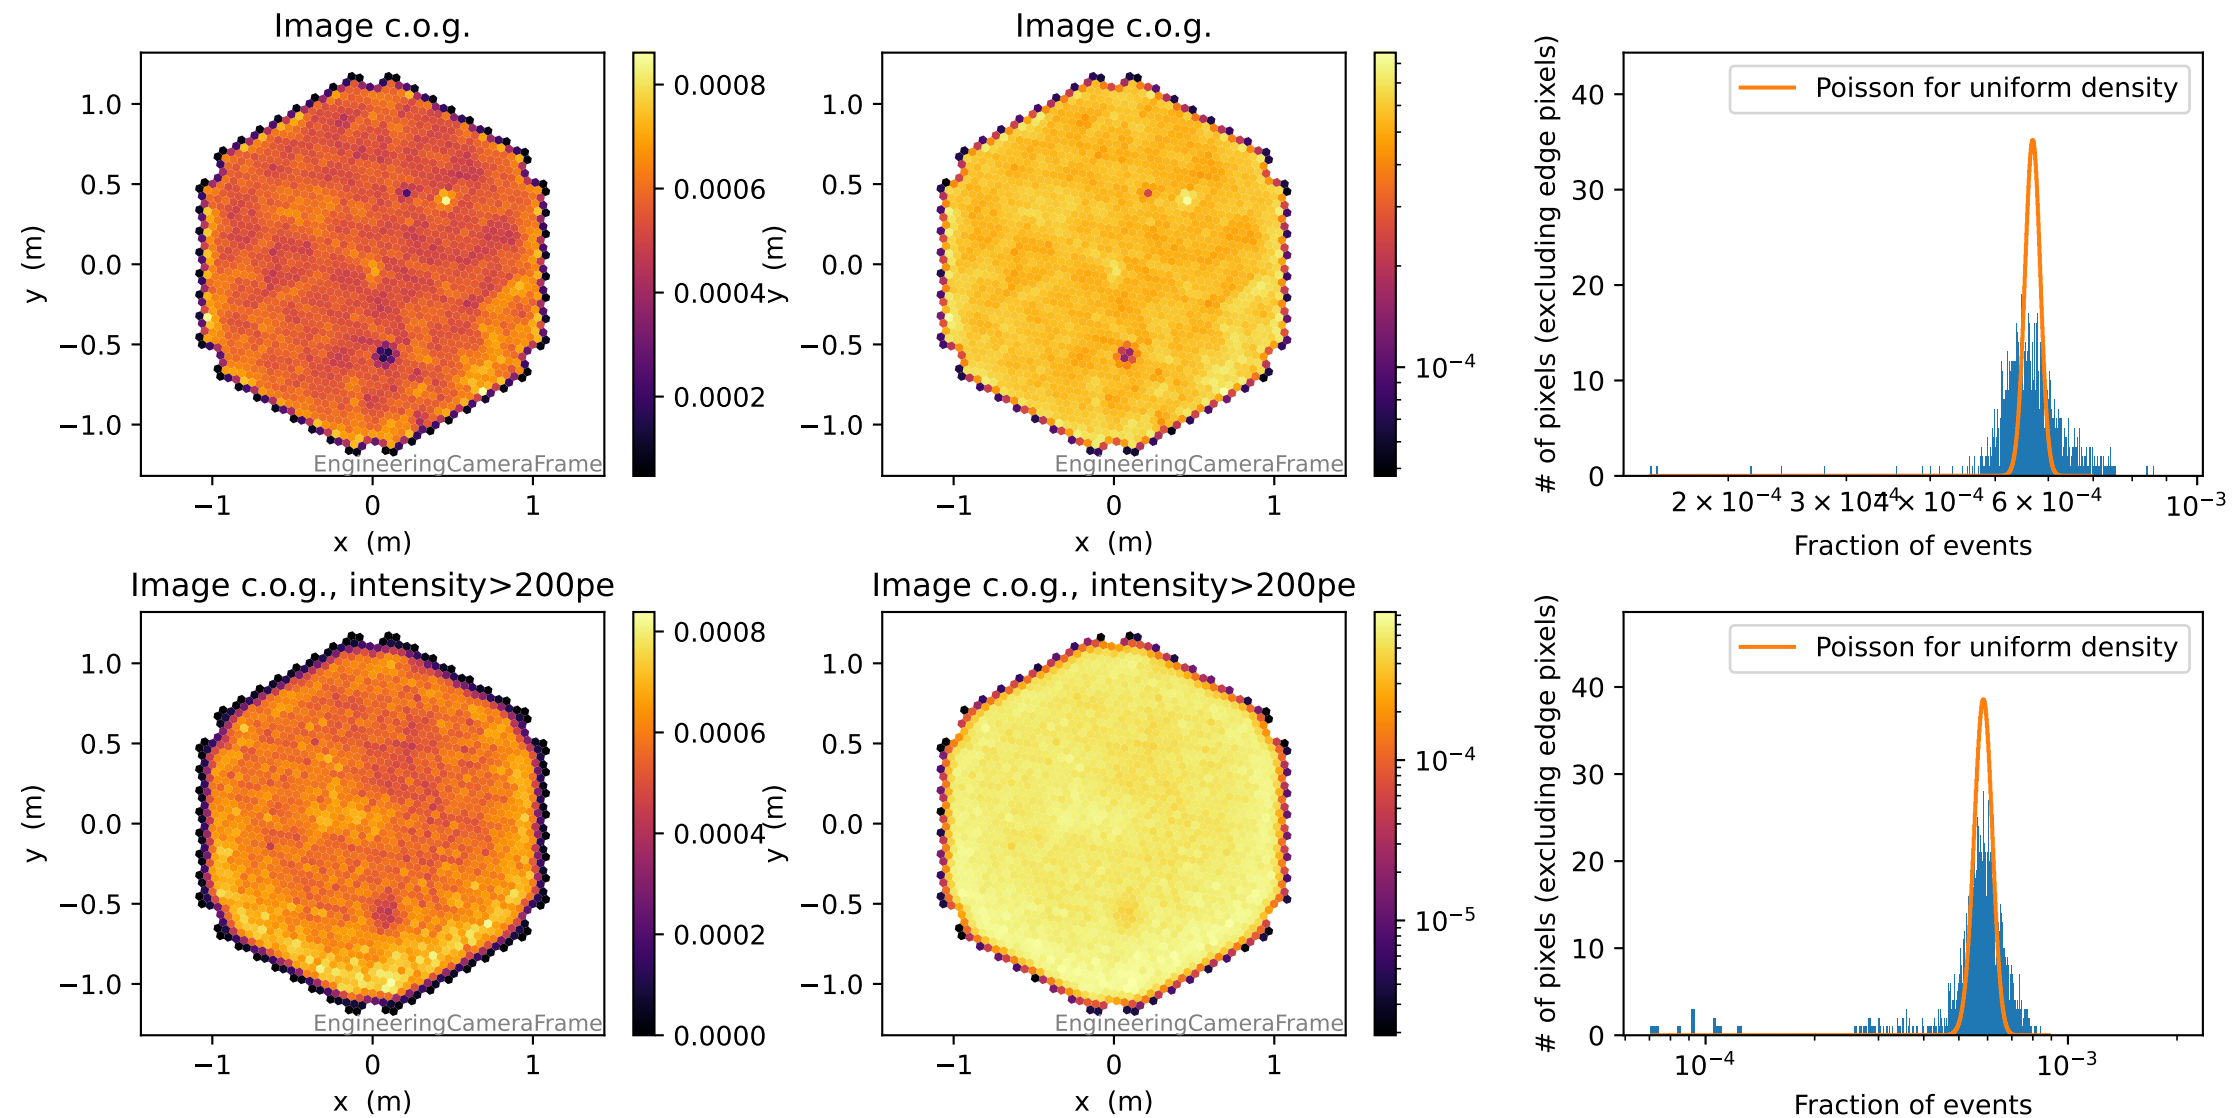 Image c.o.g.
1.0
0.5
0.0
−0.5
−1.0
y (m)
−1
0
1
x (m)
EngineeringCameraFrame
0.0008
0.0006
0.0004
0.0002
Image c.o.g.
1.0
0.5
0.0
−0.5
−1.0
y (m)
−1
0
1
x (m)
EngineeringCameraFrame
10⁻⁴
# of pixels (excluding edge pixels)
40
30
20
10
0
Poisson for uniform density
2 × 10⁻⁴
3 × 10⁻⁴
4 × 10⁻⁴
6 × 10⁻⁴
10⁻³
Fraction of events
Image c.o.g., intensity>200pe
1.0
0.5
0.0
−0.5
−1.0
y (m)
−1
0
1
x (m)
EngineeringCameraFrame
0.0008
0.0006
0.0004
0.0002
0.0000
Image c.o.g., intensity>200pe
1.0
0.5
0.0
−0.5
−1.0
y (m)
−1
0
1
x (m)
EngineeringCameraFrame
10⁻⁴
10⁻⁵
# of pixels (excluding edge pixels)
40
30
20
10
0
Poisson for uniform density
10⁻⁴
10⁻³
Fraction of events